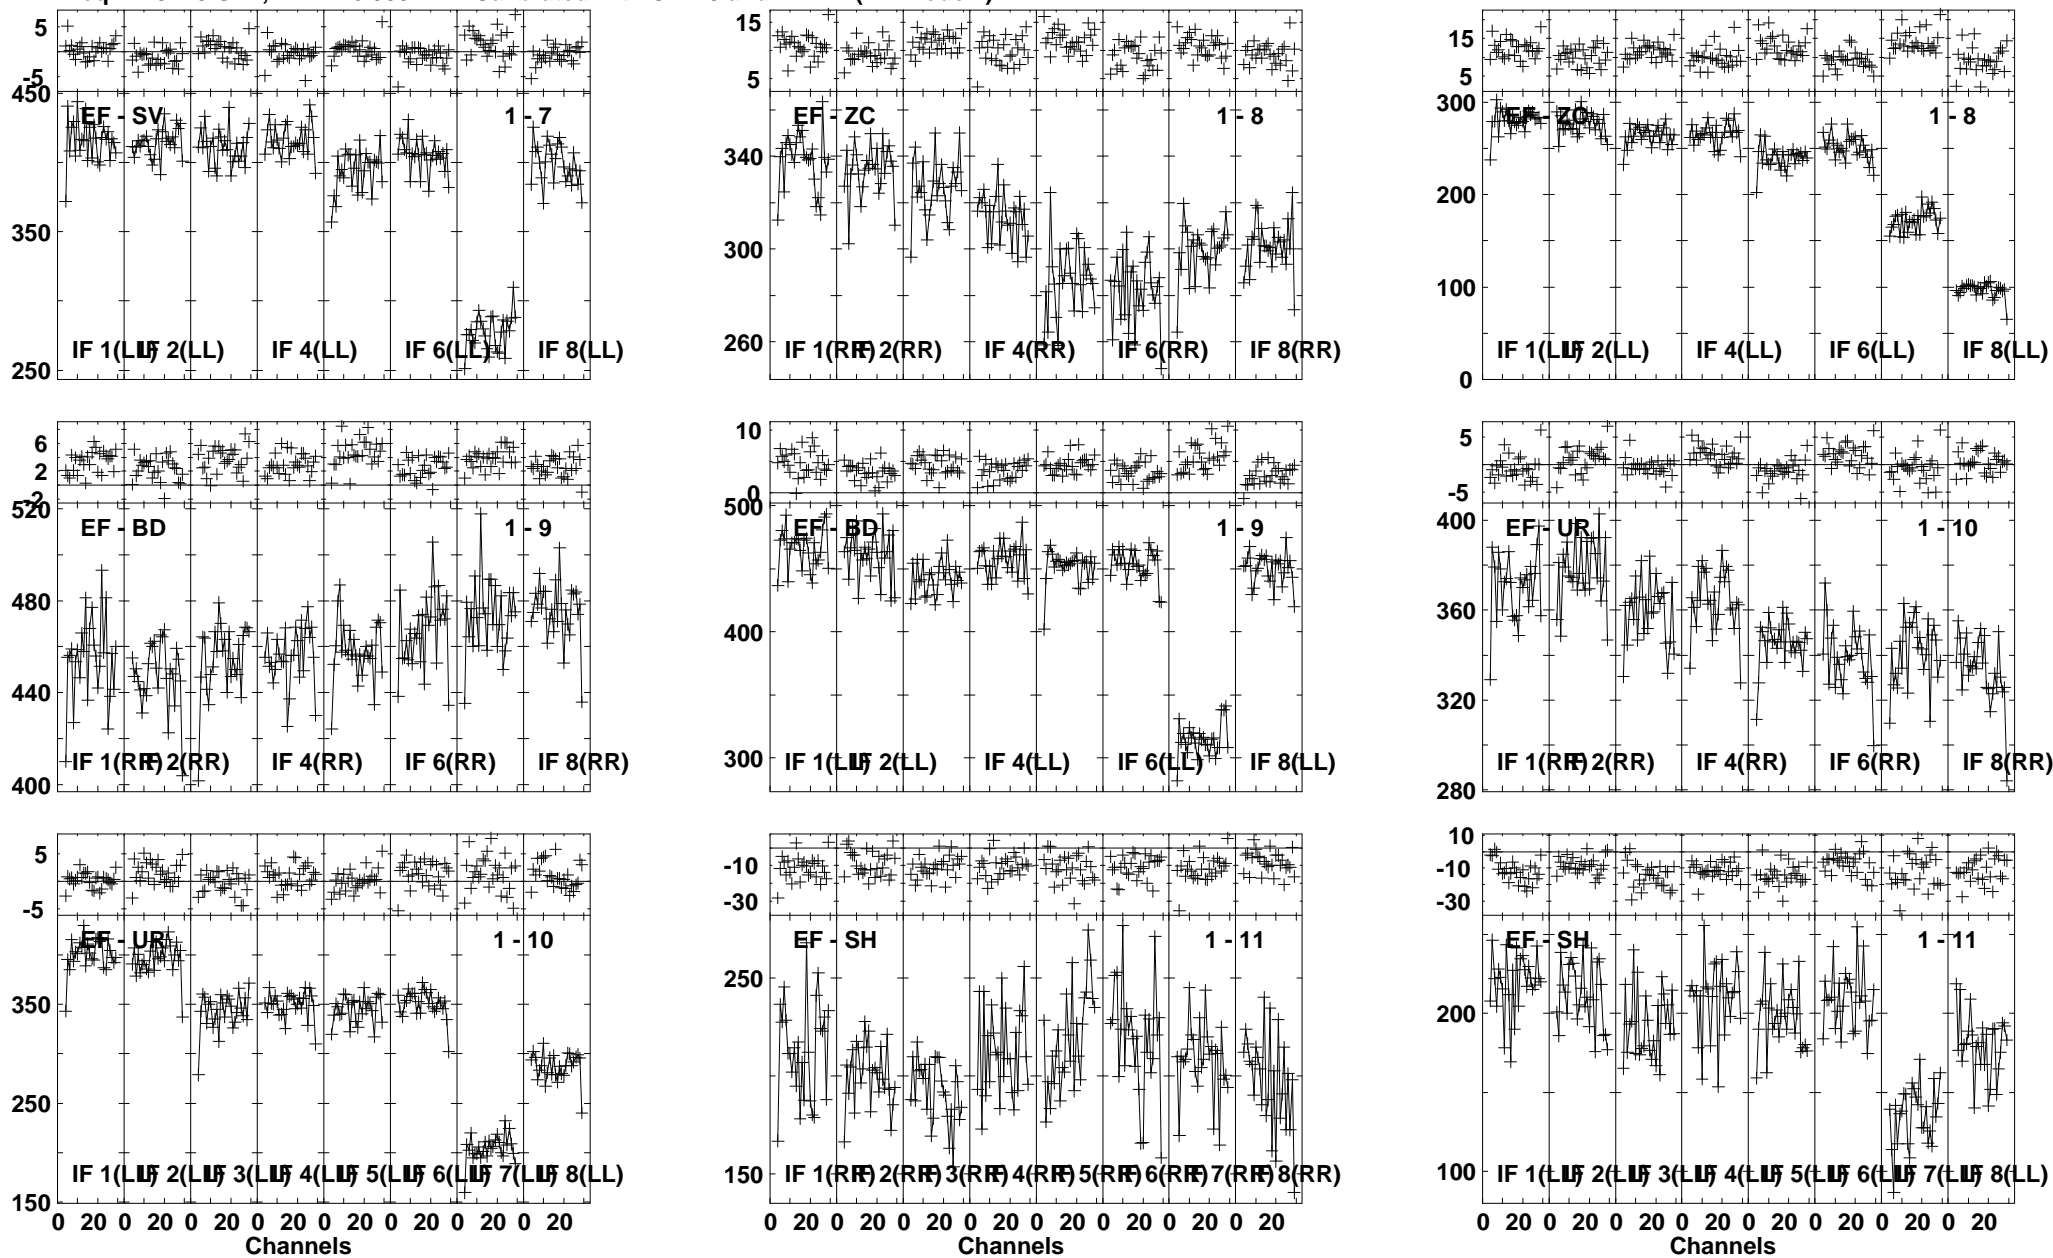 5
-5
450
350
250
EF - SV
1 - 7
IF 1(LL) IF 2(LL) IF 4(LL) IF 6(LL) IF 8(LL)
15
5
340
300
260
EF - ZC
1 - 8
IF 1(RR) IF 2(RR) IF 4(RR) IF 6(RR) IF 8(RR)
15
5
300
200
100
0
EF - ZC
1 - 8
IF 1(LL) IF 2(LL) IF 4(LL) IF 6(LL) IF 8(LL)
6
2
-2
520
480
440
400
EF - BD
1 - 9
IF 1(RR) IF 2(RR) IF 4(RR) IF 6(RR) IF 8(RR)
10
0
500
400
300
EF - BD
1 - 9
IF 1(LL) IF 2(LL) IF 4(LL) IF 6(LL) IF 8(LL)
5
-5
400
360
320
280
EF - UR
1 - 10
IF 1(RR) IF 2(RR) IF 4(RR) IF 6(RR) IF 8(RR)
5
-5
350
250
150
EF - UR
1 - 10
IF 1(LL) IF 2(LL) IF 3(LL) IF 4(LL) IF 5(LL) IF 6(LL) IF 7(LL) IF 8(LL)
0 20 0 20 0 20 0 20 0 20 0 20 0 20 0 20
Channels
-10
-30
250
150
EF - SH
1 - 11
IF 1(RR) IF 2(RR) IF 3(RR) IF 4(RR) IF 5(RR) IF 6(RR) IF 7(RR) IF 8(RR)
0 20 0 20 0 20 0 20 0 20 0 20 0 20 0 20
Channels
10
-10
-30
200
100
EF - SH
1 - 11
IF 1(LL) IF 2(LL) IF 3(LL) IF 4(LL) IF 5(LL) IF 6(LL) IF 7(LL) IF 8(LL)
0 20 0 20 0 20 0 20 0 20 0 20 0 20 0 20
Channels